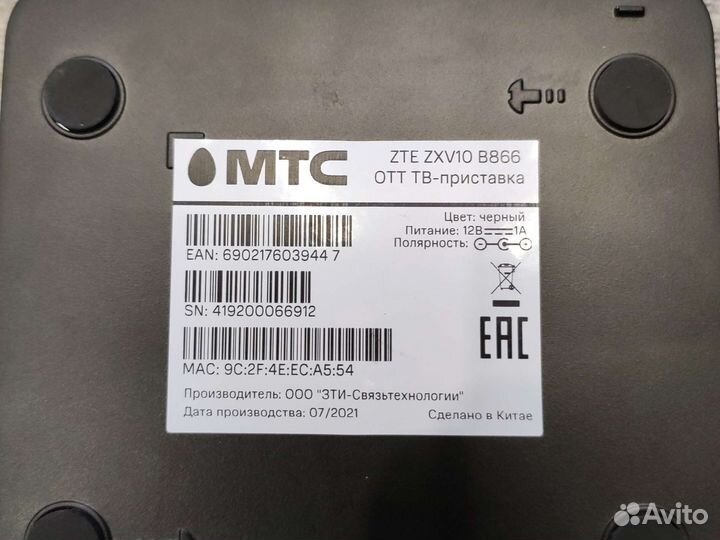 МТС
ZTE ZXV10 B866
ОТТ ТВ-приставка
Цвет: черный
Питание: 12В 1А
Полярность:
EAN: 690217603944 7
SN: 419200066912
MAC: 9C:2F:4E:EC:A5:54
EAC
Производитель: ООО "ЗТИ-Связьтехнологии"
Дата производства: 07/2021
Сделано в Китае
Avito